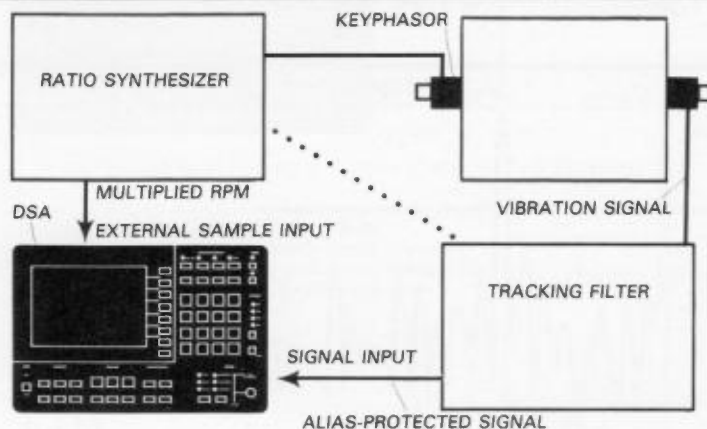 KEYPHASOR
RATIO SYNTHESIZER
MULTIPLIED RPM
DSA
EXTERNAL SAMPLE INPUT
VIBRATION SIGNAL
TRACKING FILTER
SIGNAL INPUT
ALIAS-PROTECTED SIGNAL